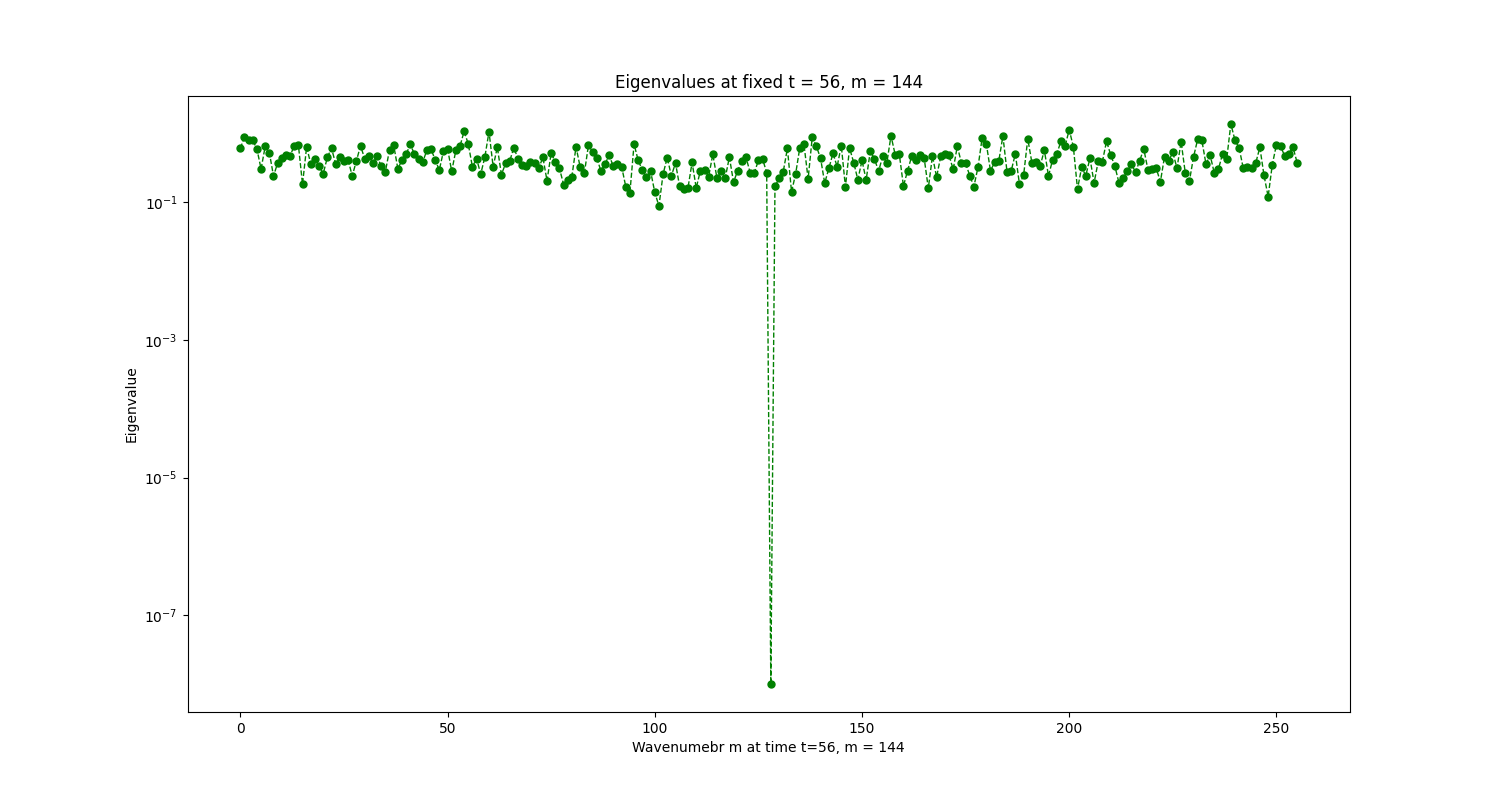 Eigenvalues at fixed t = 56, m = 144
10⁻¹
10⁻³
10⁻⁵
10⁻⁷
Eigenvalue
0 50 100 150 200 250
Wavenumebr m at time t=56, m = 144